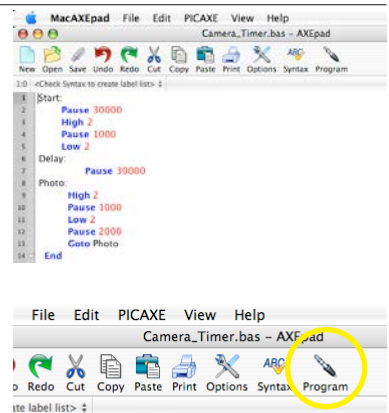 MacAXEpad File Edit PICAXE View Help
Camera_Timer.bas – AXEpad
New Open Save Undo Redo Cut Copy Paste Print Options Syntax Program
1:0 <Check Syntax to create label list>
1 Start:
2 Pause 30000
3 High 2
4 Pause 1000
5 Low 2
6 Delay:
7 Pause 30000
8 Photo:
9 High 2
10 Pause 1000
11 Low 2
12 Pause 2000
13 Goto Photo
14 End
File Edit PICAXE View Help
Camera_Timer.bas – AXEpad
o Redo Cut Copy Paste Print Options Syntax Program
ate label list>